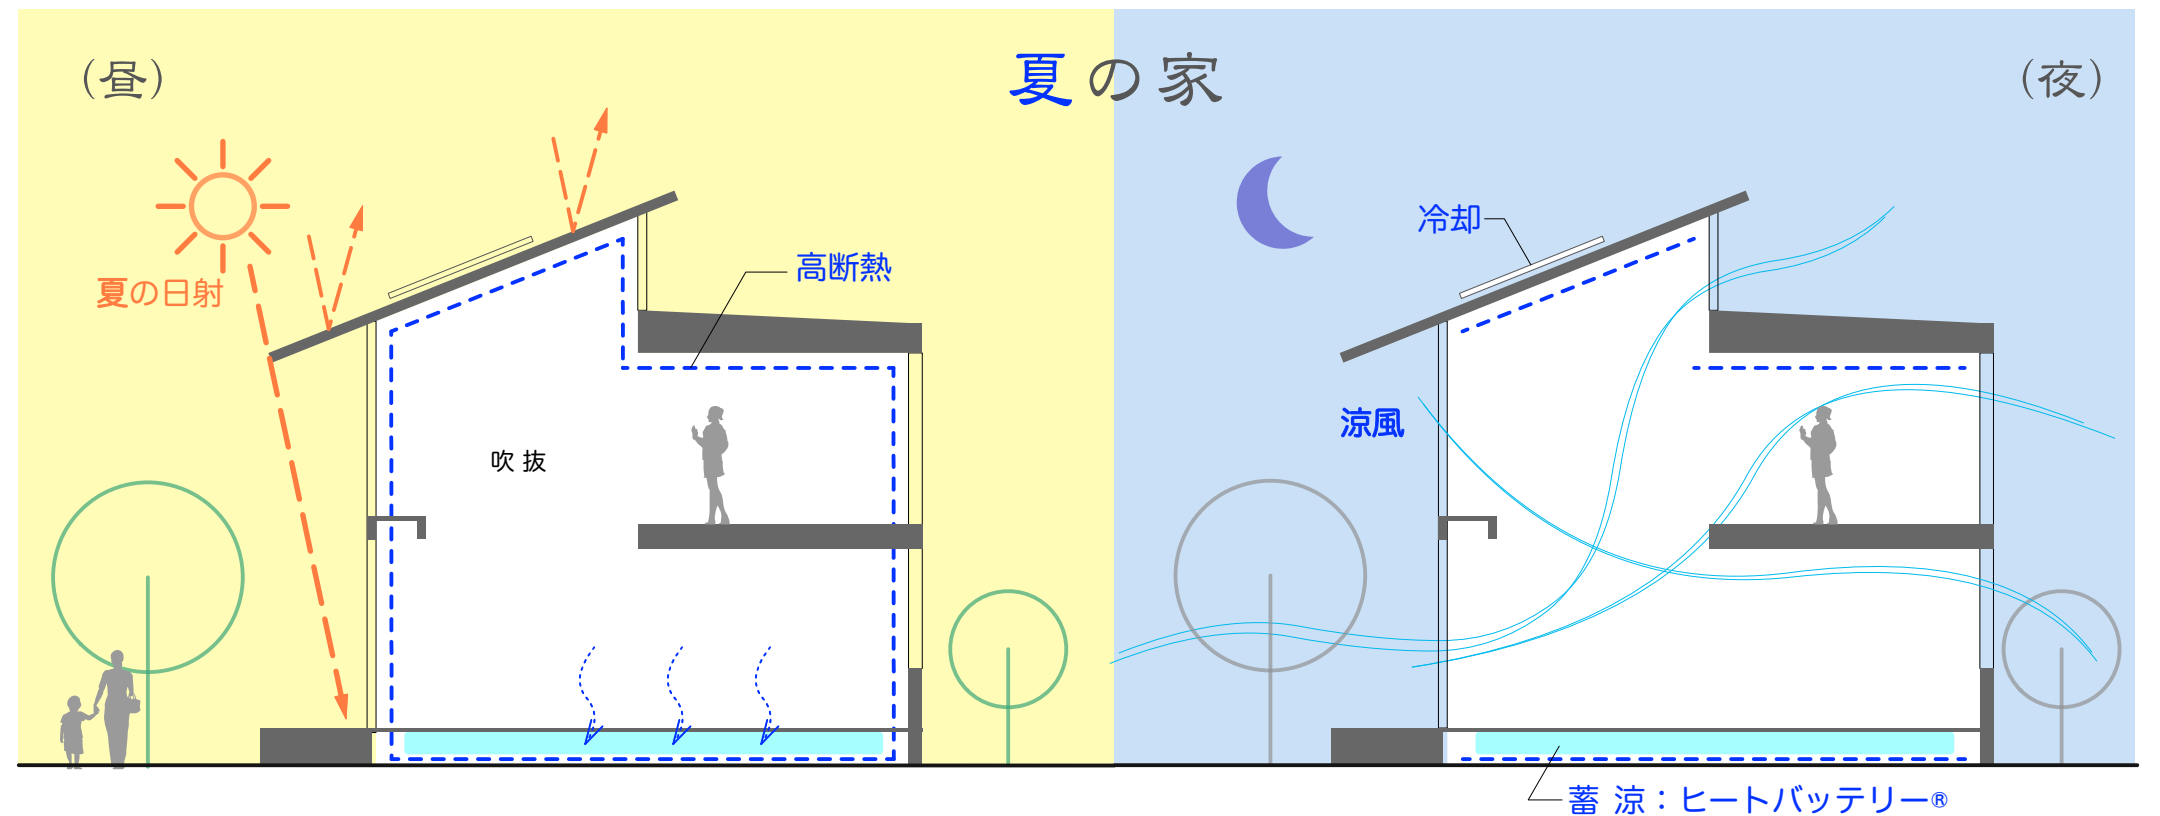 夏の家
（昼）
夏の日射
高断熱
吹 抜
（夜）
冷却
涼風
蓄 涼：ヒートバッテリー®